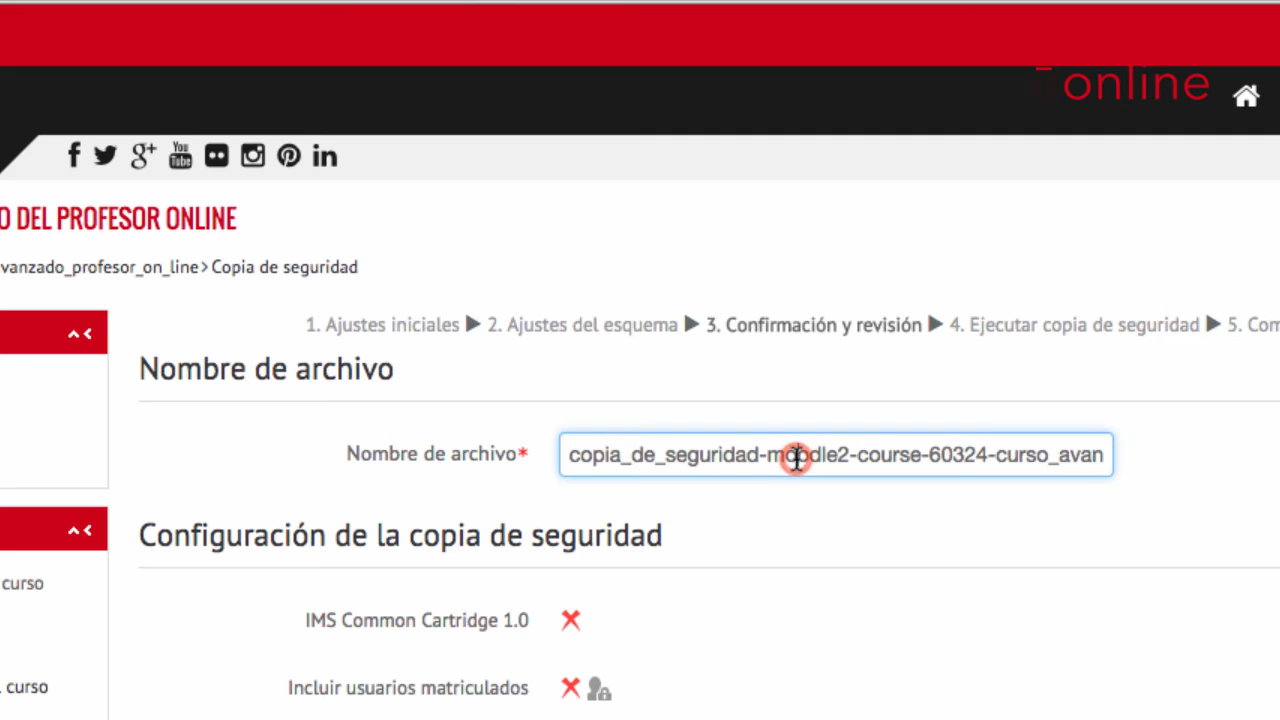 online
You
Tube
O DEL PROFESOR ONLINE
vanzado_profesor_on_line > Copia de seguridad
1. Ajustes iniciales ▶ 2. Ajustes del esquema ▶ 3. Confirmación y revisión ▶ 4. Ejecutar copia de seguridad ▶ 5. Com
Nombre de archivo
Nombre de archivo* copia_de_seguridad-moodle2-course-60324-curso_avan
Configuración de la copia de seguridad
curso
IMS Common Cartridge 1.0
Incluir usuarios matriculados
curso